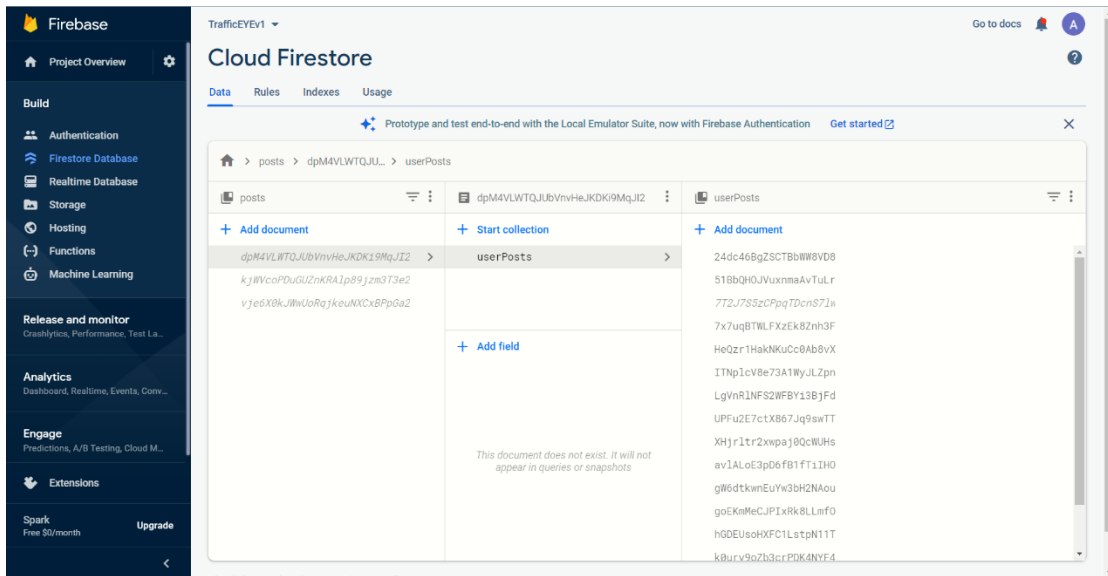 Firebase
Project Overview
Build
Authentication
Firestore Database
Realtime Database
Storage
Hosting
Functions
Machine Learning
Release and monitor
Crashlytics, Performance, Test La...
Analytics
Dashboard, Realtime, Events, Conv...
Engage
Predictions, A/B Testing, Cloud M...
Extensions
Spark
Free $0/month
Upgrade
TrafficEYEv1
Go to docs
A
Cloud Firestore
Data Rules Indexes Usage
Prototype and test end-to-end with the Local Emulator Suite, now with Firebase Authentication Get started
posts > dpM4VLWTQJU... > userPosts
posts
Add document
dpM4VLWTQJUbVnvHeJKDKi9MqJI2
kjWVcoPDuGUZnKRAlp89jzm3T3e2
vje6X0kJWwUoRqjkeuNXCxBPpGa2
dpM4VLWTQJUbVnvHeJKDKi9MqJI2
Start collection
userPosts
Add field
This document does not exist. It will not
appear in queries or snapshots
userPosts
Add document
24dc46BgZSCTBbWW8VD8
51BbQHOJVuxnmaAvTuLr
7T2J7S5zCPpqTDcnS7lw
7x7uqBTWLFXzEk8Znh3F
HeQzr1HakNKuCc0Ab8vX
ITNplcV8e73A1WyJLZpn
LgVnRlNFS2WFBYi3BjFd
UPFu2E7ctX867Jq9swTT
XHjrltr2xwpaj0QcWUHs
avlALoE3pD6fB1fTiIHO
gW6dtkwnEuYw3bH2NAou
goEKmMeCJPIxRk8LLmfO
hGDEUsoHXFC1LstpN11T
k0urv9oZb3crPDK4NYF4